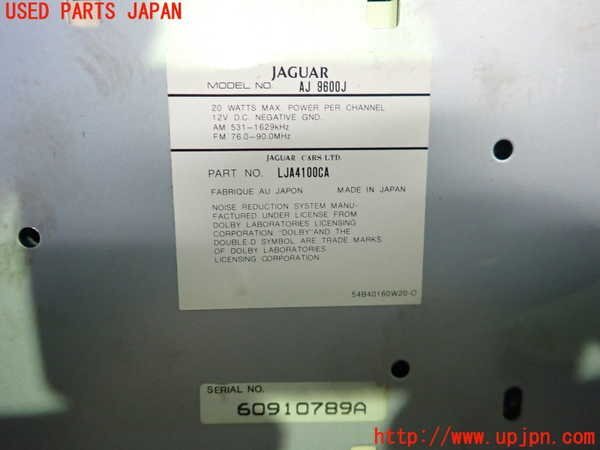 USED PARTS JAPAN
JAGUAR
MODEL NO. AJ 9600J
20 WATTS MAX. POWER PER CHANNEL
12V D.C. NEGATIVE GND.
AM 531-1629kHz
FM 76.0-90.0MHz
JAGUAR CARS LTD.
PART NO. LJA4100CA
FABRIQUE AU JAPON MADE IN JAPAN
NOISE REDUCTION SYSTEM MANU-
FACTURED UNDER LICENSE FROM
DOLBY LABORATORIES LICENSING
CORPORATION. "DOLBY"AND THE
DOUBLE-D SYMBOL ARE TRADE MARKS
OF DOLBY LABORATORIES
LICENSING CORPORATION.
54B40160W20-O
SERIAL NO.
60910789A
http://www.upjpn.com/